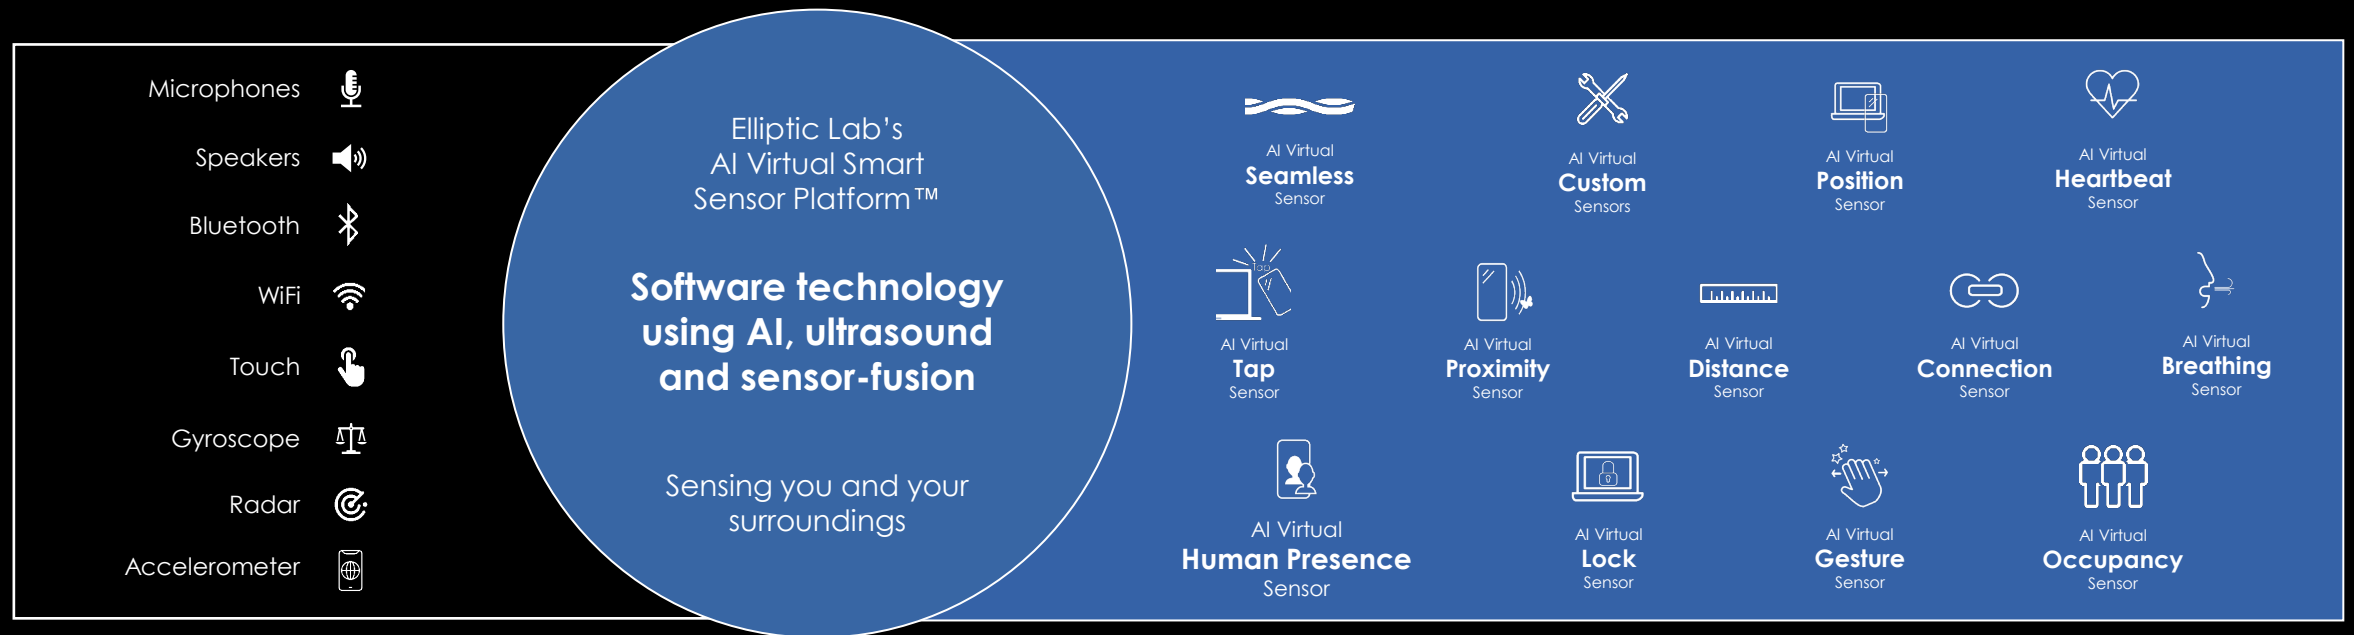 Microphones
Speakers
Bluetooth
WiFi
Touch
Gyroscope
Radar
Accelerometer
Elliptic Lab's
AI Virtual Smart
Sensor Platform™
Software technology
using AI, ultrasound
and sensor-fusion
Sensing you and your
surroundings
AI Virtual
Seamless
Sensor
AI Virtual
Custom
Sensors
AI Virtual
Position
Sensor
AI Virtual
Heartbeat
Sensor
Tap
AI Virtual
Tap
Sensor
AI Virtual
Proximity
Sensor
AI Virtual
Distance
Sensor
AI Virtual
Connection
Sensor
AI Virtual
Breathing
Sensor
AI Virtual
Human Presence
Sensor
AI Virtual
Lock
Sensor
AI Virtual
Gesture
Sensor
AI Virtual
Occupancy
Sensor